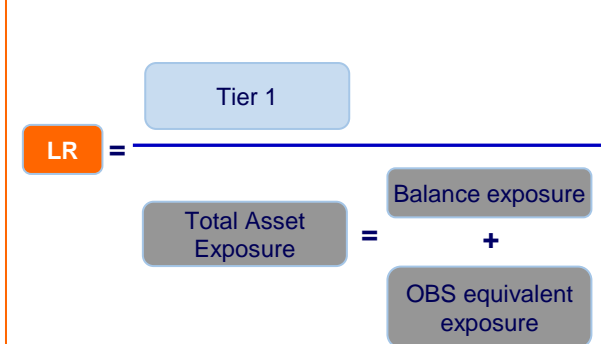 Tier 1
LR =
Total Asset
Exposure
=
Balance exposure
+
OBS equivalent
exposure